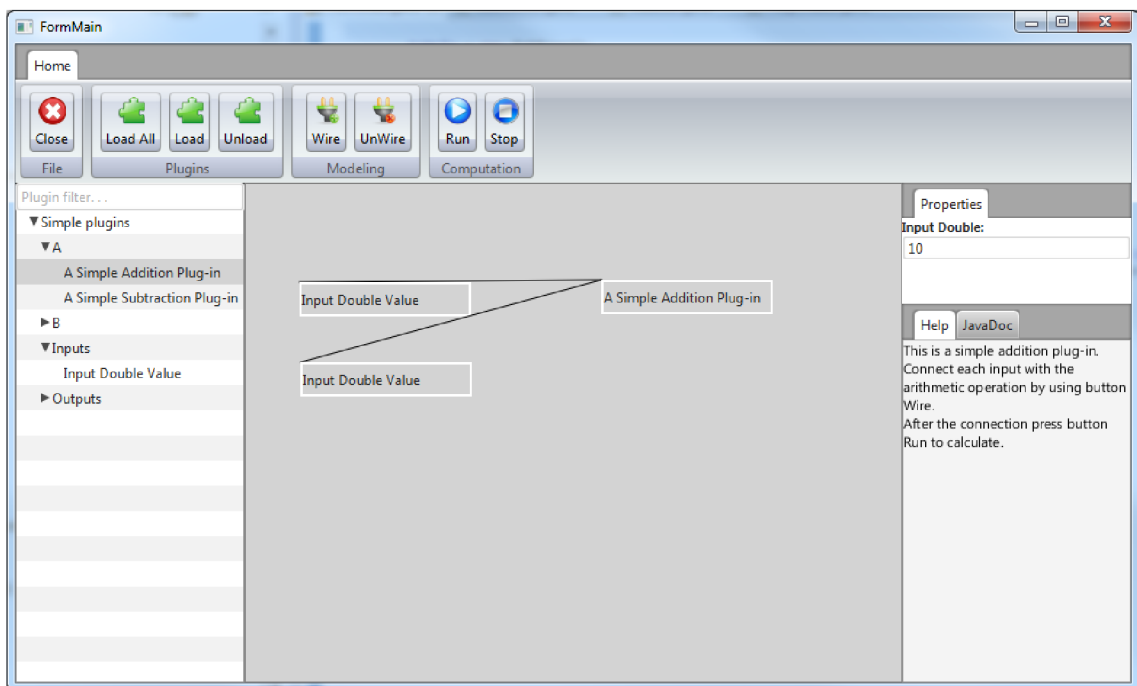 FormMain
Home
Close
Load All
Load
Unload
Wire
UnWire
Run
Stop
File
Plugins
Modeling
Computation
Plugin filter...
Simple plugins
A
A Simple Addition Plug-in
A Simple Subtraction Plug-in
B
Inputs
Input Double Value
Outputs
Input Double Value
A Simple Addition Plug-in
Input Double Value
Properties
Input Double:
10
Help
JavaDoc
This is a simple addition plug-in.
Connect each input with the
arithmetic operation by using button
Wire.
After the connection press button
Run to calculate.